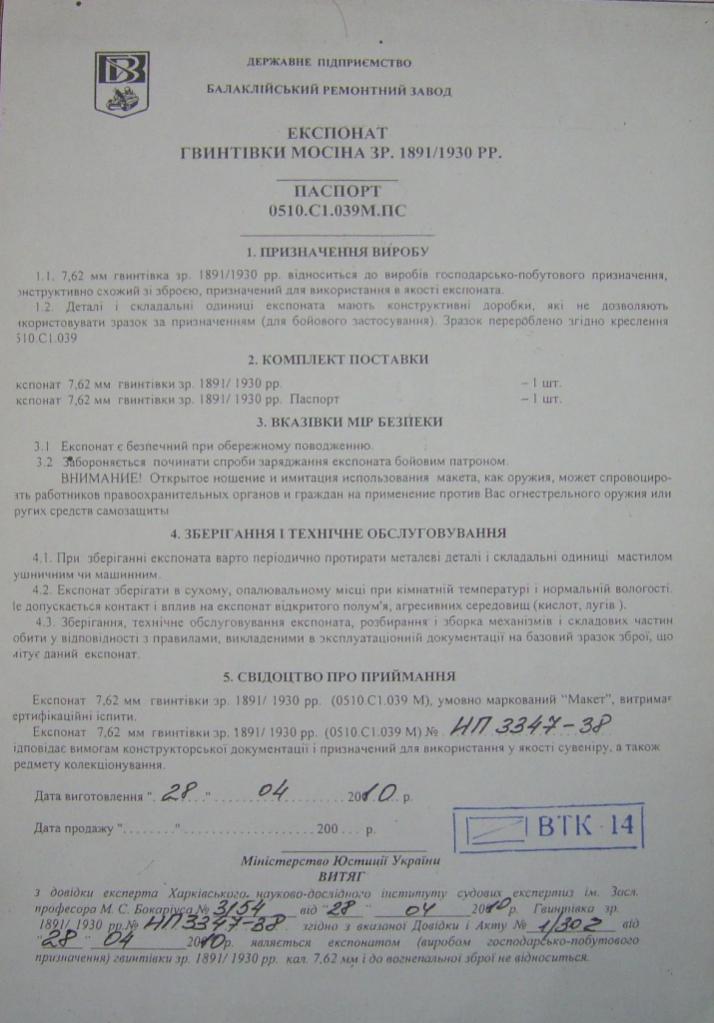 ДЕРЖАВНЕ ПІДПРИЄМСТВО
БАЛАКЛІЙСЬКИЙ РЕМОНТНИЙ ЗАВОД
ЕКСПОНАТ
ГВИНТІВКИ МОСІНА ЗР. 1891/1930 РР.
ПАСПОРТ
0510.С1.039М.ПС
1. ПРИЗНАЧЕННЯ ВИРОБУ
1.1. 7,62 мм гвинтівка зр. 1891/1930 рр. відноситься до виробів господарсько-побутового призначення,
онструктивно схожий зі зброєю, призначений для використання в якості експоната.
1.2. Деталі і складальні одиниці експоната мають конструктивні доробки, які не дозволяють
икористовувати зразок за призначенням (для бойового застосування). Зразок перероблено згідно креслення
510.С1.039
2. КОМПЛЕКТ ПОСТАВКИ
кспонат 7,62 мм гвинтівки зр. 1891/ 1930 рр. – 1 шт.
кспонат 7,62 мм гвинтівки зр. 1891/ 1930 рр. Паспорт – 1 шт.
3. ВКАЗІВКИ МІР БЕЗПЕКИ
3.1 Експонат є безпечний при обережному поводженню.
3.2 Забороняється починати спроби заряджання експоната бойовим патроном.
ВНИМАНИЕ! Открытое ношение и имитация использования макета, как оружия, может спровоциро-
ать работников правоохранительных органов и граждан на применение против Вас огнестрельного оружия или
ругих средств самозащиты
4. ЗБЕРІГАННЯ І ТЕХНІЧНЕ ОБСЛУГОВУВАННЯ
4.1. При зберіганні експоната варто періодично протирати металеві деталі і складальні одиниці мастилом
ушничним чи машинним.
4.2. Експонат зберігати в сухому, опалювальному місці при кімнатній температурі і нормальній вологості.
Не допускається контакт і вплив на експонат відкритого полум'я, агресивних середовищ (кислот, лугів ).
4.3. Зберігання, технічне обслуговування експоната, розбирання і зборка механізмів і складових частин
обити у відповідності з правилами, викладеними в эксплуатаційній документації на базовий зразок зброї, що
мітує даний експонат.
5. СВІДОЦТВО ПРО ПРИЙМАННЯ
Експонат 7,62 мм гвинтівки зр. 1891/ 1930 рр. (0510.С1.039 М), умовно маркований "Макет", витримає
ертифікаційні іспити.
Експонат 7,62 мм гвинтівки зр. 1891/ 1930 рр. (0510.С1.039 М) № НП 3347-38
ідповідає вимогам конструкторської документації і призначений для використання у якості сувеніру, а також
редмету колекціонування.
Дата виготовлення "28" 04 2010 р.
Дата продажу "........" .......................... 200 ... р.
ВТК 14
Міністерство Юстиції України
ВИТЯГ
з довідки експерта Харківського науково-дослідного інституту судових експертиз ім. Засл.
професора М. С. Бокаріуса № 3154 від "28" 04 2010 р. Гвинтівка зр.
1891/ 1930 рр.№ НП 3347-38 згідно з вказаної Довідки і Акту № 1/302 від
"28" 04 2010р. являється експонатом (виробом господарсько-побутового
призначення) гвинтівки зр. 1891/ 1930 рр. кал. 7,62 мм і до вогнепальної зброї не відноситься.